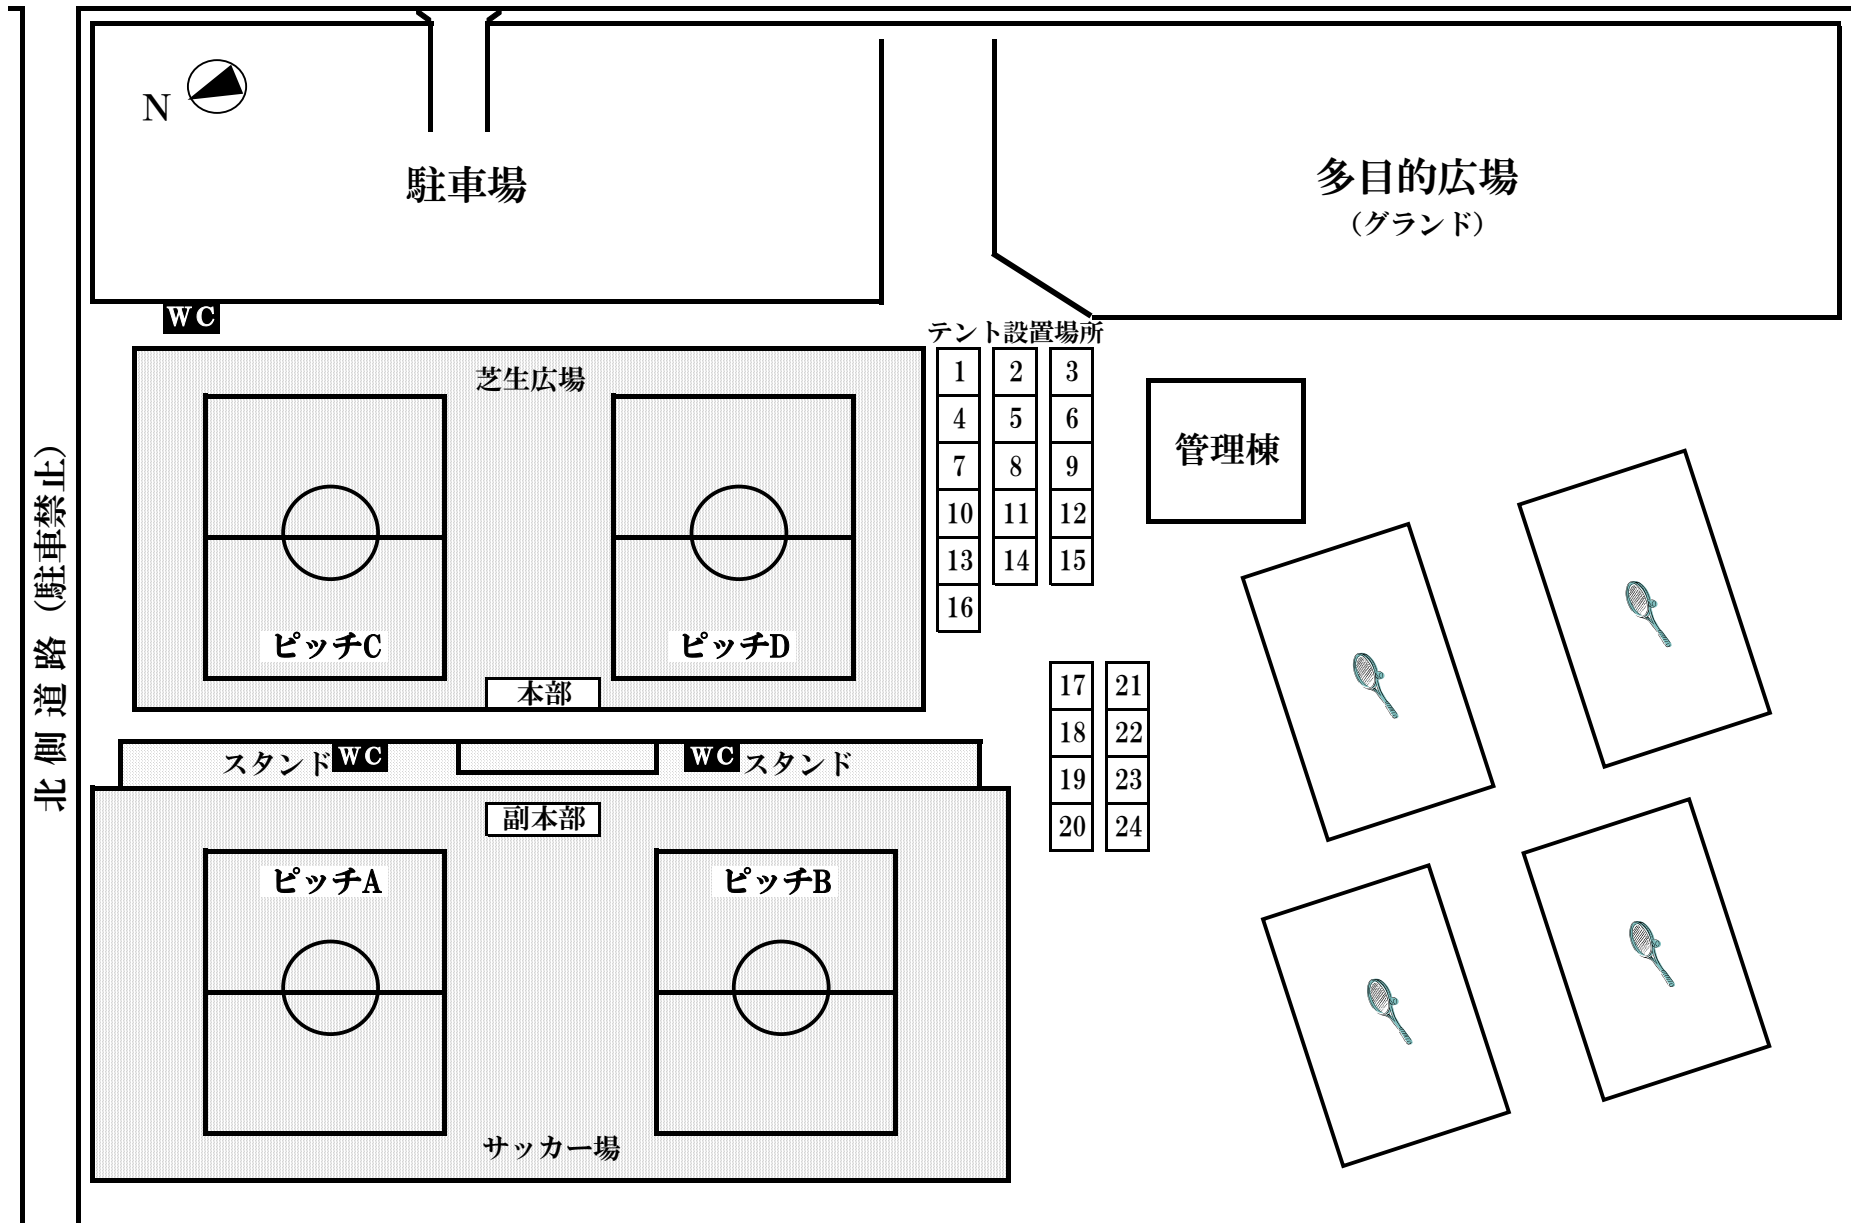 N
駐車場
多目的広場
（グランド）
WC
テント設置場所
1 2 3
4 5 6
7 8 9
10 11 12
13 14 15
16
芝生広場
ピッチC
ピッチD
本部
管理棟
北側道路（駐車禁止）
17 21
18 22
19 23
20 24
スタンド
WC
WC
スタンド
副本部
ピッチA
ピッチB
サッカー場